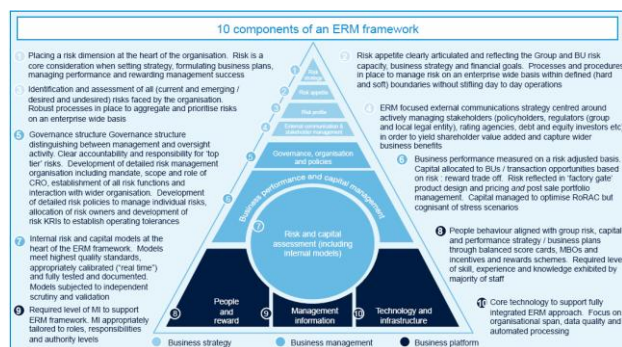 10 components of an ERM framework
Placing a risk dimension at the heart of the organisation. Risk is a
core consideration when setting strategy, formulating business plans,
managing performance and rewarding management success
Identification and assessment of all (current and emerging /
desired and undesired) risks faced by the organisation.
Robust processes in place to aggregate and prioritise risks
on an enterprise wide basis
5 Governance structure Governance structure
distinguishing between management and oversight
activity. Clear accountability and responsibility for 'top
tier' risks. Development of detailed risk management
organisation including mandate, scope and role of
CRO, establishment of all risk functions and
interaction with wider organisation. Development
of detailed risk policies to manage individual risks,
allocation of risk owners and development of
risk KRIs to establish operating tolerances
7 Internal risk and capital models at the
heart of the ERM framework. Models
meet highest quality standards,
appropriately calibrated ("real time")
and fully tested and documented.
Models subjected to independent
scrutiny and validation
9 Required level of MI to support
ERM framework. MI appropriately
tailored to roles, responsibilities
and authority levels
1 Risk strategy
2 Risk appetite
3 Risk profile
4 External communication &
stakeholder management
5 Governance, organisation
and policies
6 Business performance and capital management
7 Risk and capital
assessment (including
internal models)
8 People
and
reward
9 Management
information
10 Technology and
infrastructure
Risk appetite clearly articulated and reflecting the Group and BU risk
capacity, business strategy and financial goals. Processes and procedures
in place to manage risk on an enterprise wide basis within defined (hard
and soft) boundaries without stifling day to day operations
ERM focused external communications strategy centred around
actively managing stakeholders (policyholders, regulators (group
and local legal entity), rating agencies, debt and equity investors etc)
in order to yield shareholder value added and capture wider
business benefits
6 Business performance measured on a risk adjusted basis.
Capital allocated to BUs / transaction opportunities based
on risk : reward trade off. Risk reflected in 'factory gate'
product design and pricing and post sale portfolio
management. Capital managed to optimise RoRAC but
cognisant of stress scenarios
8 People behaviour aligned with group risk, capital
and performance strategy / business plans
through balanced score cards, MBOs and
incentives and rewards schemes. Required level
of skill, experience and knowledge exhibited by
majority of staff
10 Core technology to support fully
integrated ERM approach. Focus on
organisational span, data quality and
automated processing
Business strategy
Business management
Business platform